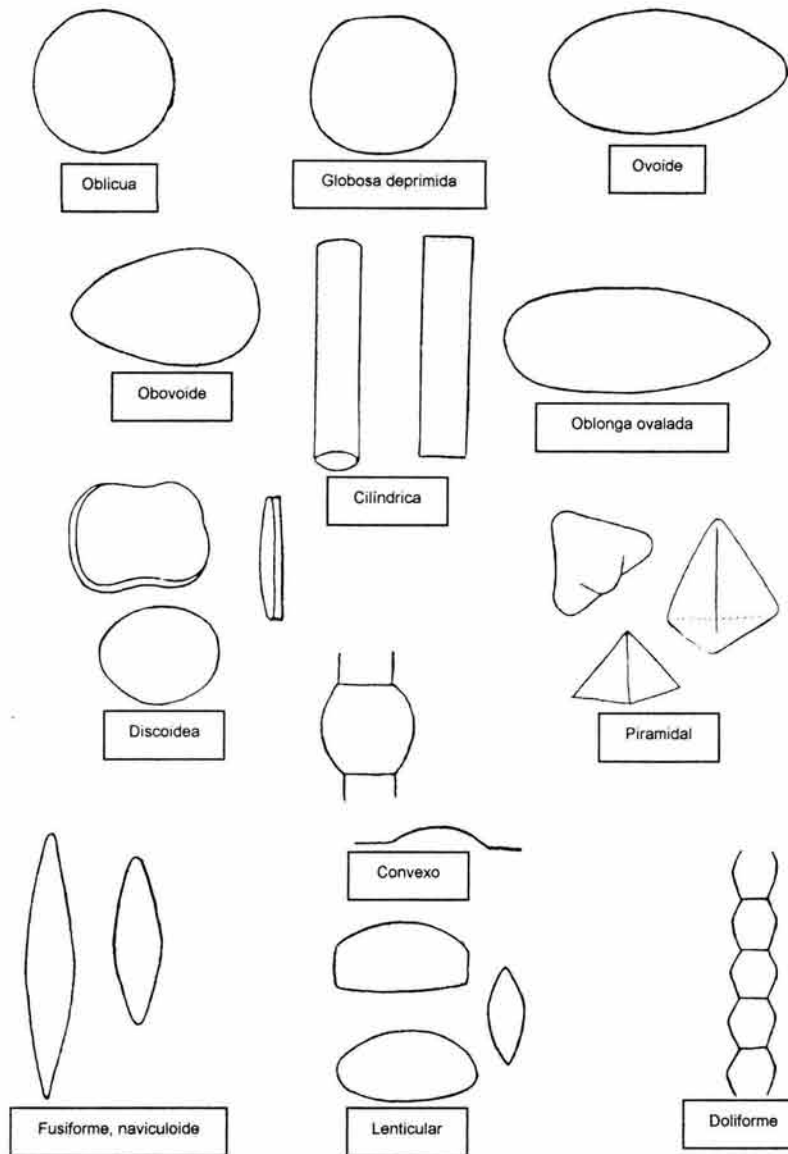 Oblicua
Globosa deprimida
Ovoide
Obovoide
Cilíndrica
Oblonga ovalada
Discoidea
Piramidal
Convexo
Fusiforme, naviculoide
Lenticular
Doliforme